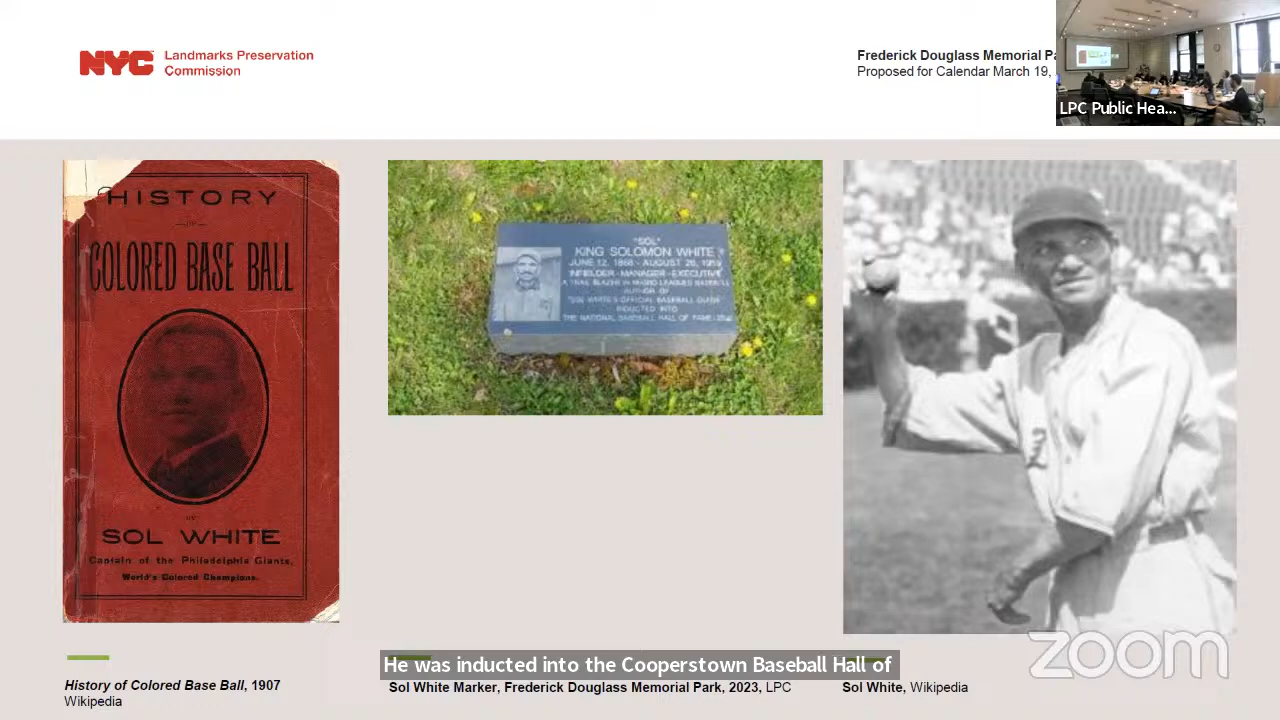 NYC Landmarks Preservation
Commission
Frederick Douglass Memorial
Proposed for Calendar March 19,
LPC Public Hea...
HISTORY
OF
COLORED BASE BALL
BY
SOL WHITE
Captain of the Philadelphia Giants,
World's Colored Champions.
"SOL"
KING SOLOMON WHITE
JUNE 12, 1868 - AUGUST 26, 1955
INFIELDER - MANAGER - EXECUTIVE
A TRAIL BLAZER IN NEGRO LEAGUES BASEBALL
AUTHOR OF
"SOL WHITE'S OFFICIAL BASEBALL GUIDE"
INDUCTED INTO
THE NATIONAL BASEBALL HALL OF FAME
zoom
He was inducted into the Cooperstown Baseball Hall of
History of Colored Base Ball, 1907
Wikipedia
Sol White Marker, Frederick Douglass Memorial Park, 2023, LPC
Sol White, Wikipedia